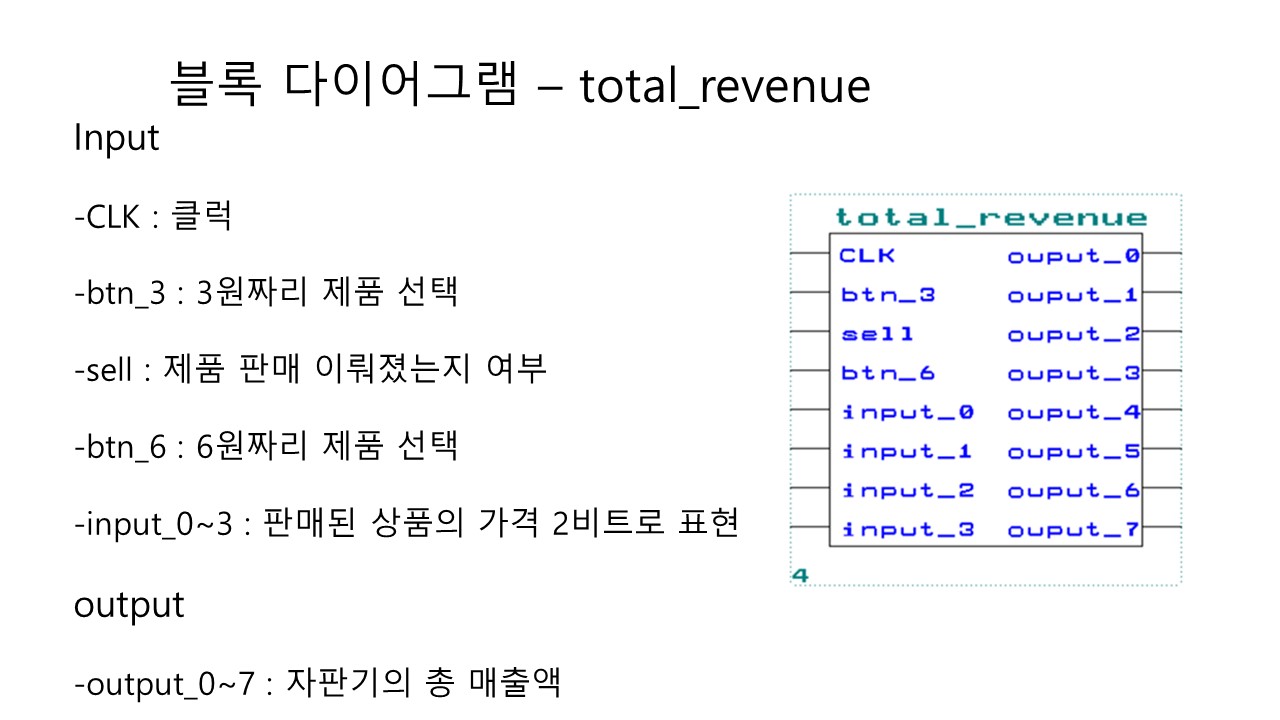 블록 다이어그램 – total_revenue
Input
-CLK : 클럭
-btn_3 : 3원짜리 제품 선택
-sell : 제품 판매 이뤄졌는지 여부
-btn_6 : 6원짜리 제품 선택
-input_0~3 : 판매된 상품의 가격 2비트로 표현
output
-output_0~7 : 자판기의 총 매출액
total_revenue
CLK ouput_0
btn_3 ouput_1
sell ouput_2
btn_6 ouput_3
input_0 ouput_4
input_1 ouput_5
input_2 ouput_6
input_3 ouput_7
4